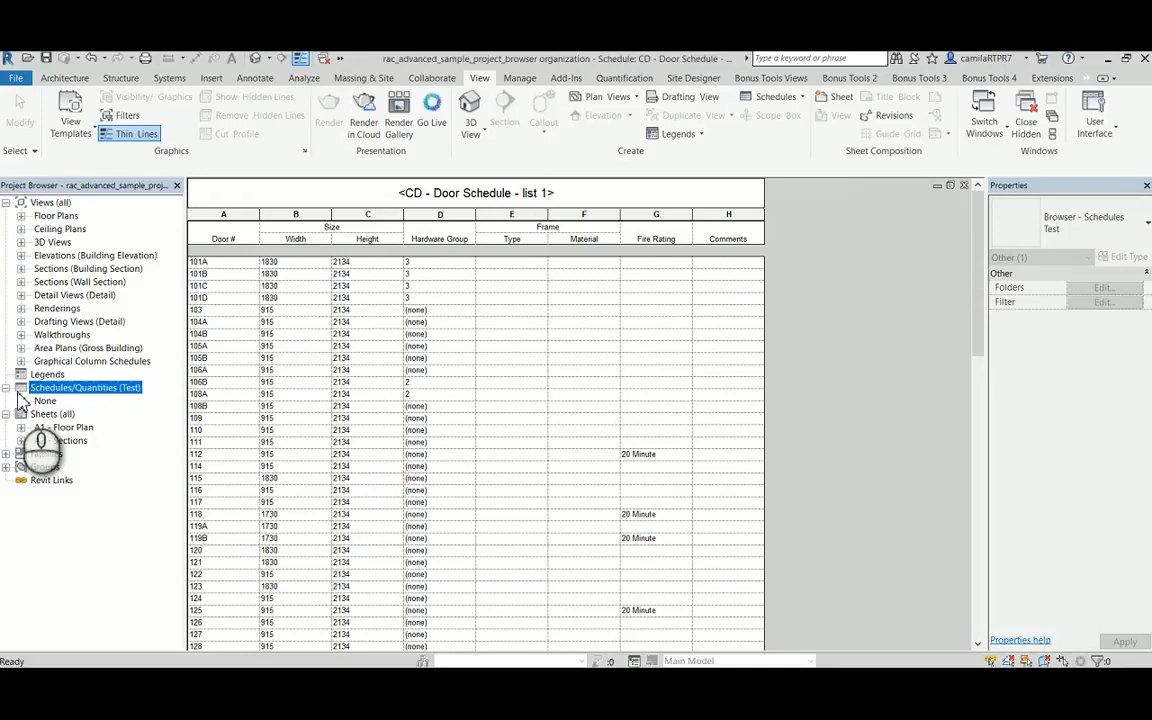 rac_advanced_sample_project_brouwer organization - Schedule: CD - Door Schedule - ...
Type a keyword or phrase
camilaRTPR7
File Architecture Structure Systems Insert Annotate Analyze Massing & Site Collaborate View Manage Add-Ins Quantification Site Designer Bonus Tools Views Bonus Tools 2 Bonus Tools 3 Bonus Tools 4 Extensions
Modify
View Templates
Visibility/ Graphics
Filters
Thin Lines
Show Hidden Lines
Remove Hidden Lines
Cut Profile
Render
Render in Cloud
Render Gallery
Go Live
3D View
Section
Callout
Plan Views
Elevation
Drafting View
Duplicate View
Legends
Schedules
Scope Box
Sheet
View
Title Block
Revisions
Guide Grid
Switch Windows
Close Hidden
User Interface
Select Graphics Presentation Create Sheet Composition Windows
Project Browser - rac_advanced_sample_proj...
Views (all)
Floor Plans
Ceiling Plans
3D Views
Elevations (Building Elevation)
Sections (Building Section)
Sections (Wall Section)
Detail Views (Detail)
Renderings
Drafting Views (Detail)
Walkthroughs
Area Plans (Gross Building)
Graphical Column Schedules
Legends
Schedules/Quantities (Test)
None
Sheets (all)
A1 - Floor Plan
Sections
Revit Links
<CD - Door Schedule - list 1>
A B C D E F G H
Size Frame
Door # Width Height Hardware Group Type Material Fire Rating Comments
101A 1830 2134 3
101B 1830 2134 3
101C 1830 2134 3
101D 1830 2134 3
103 915 2134 (none)
104A 915 2134 (none)
104B 915 2134 (none)
105A 915 2134 (none)
105B 915 2134 (none)
106A 915 2134 (none)
106B 915 2134 2
108A 915 2134 2
108B 915 2134 (none)
109 915 2134 (none)
110 915 2134 (none)
111 915 2134 (none)
112 915 2134 (none) 20 Minute
114 915 2134 (none)
115 1830 2134 (none)
116 915 2134 (none)
117 915 2134 (none)
118 1730 2134 (none) 20 Minute
119A 1730 2134 (none)
119B 1730 2134 (none) 20 Minute
120 1830 2134 (none)
121 1830 2134 (none)
122 915 2134 (none)
123 1830 2134 (none)
124 915 2134 (none)
125 915 2134 (none) 20 Minute
126 915 2134 (none)
127 915 2134 (none)
128 915 2134 (none)
Properties
Browser - Schedules
Test
Other (1)
Edit Type
Other
Folders Edit...
Filter Edit...
Properties help
Apply
Ready
:0
Main Model
:0